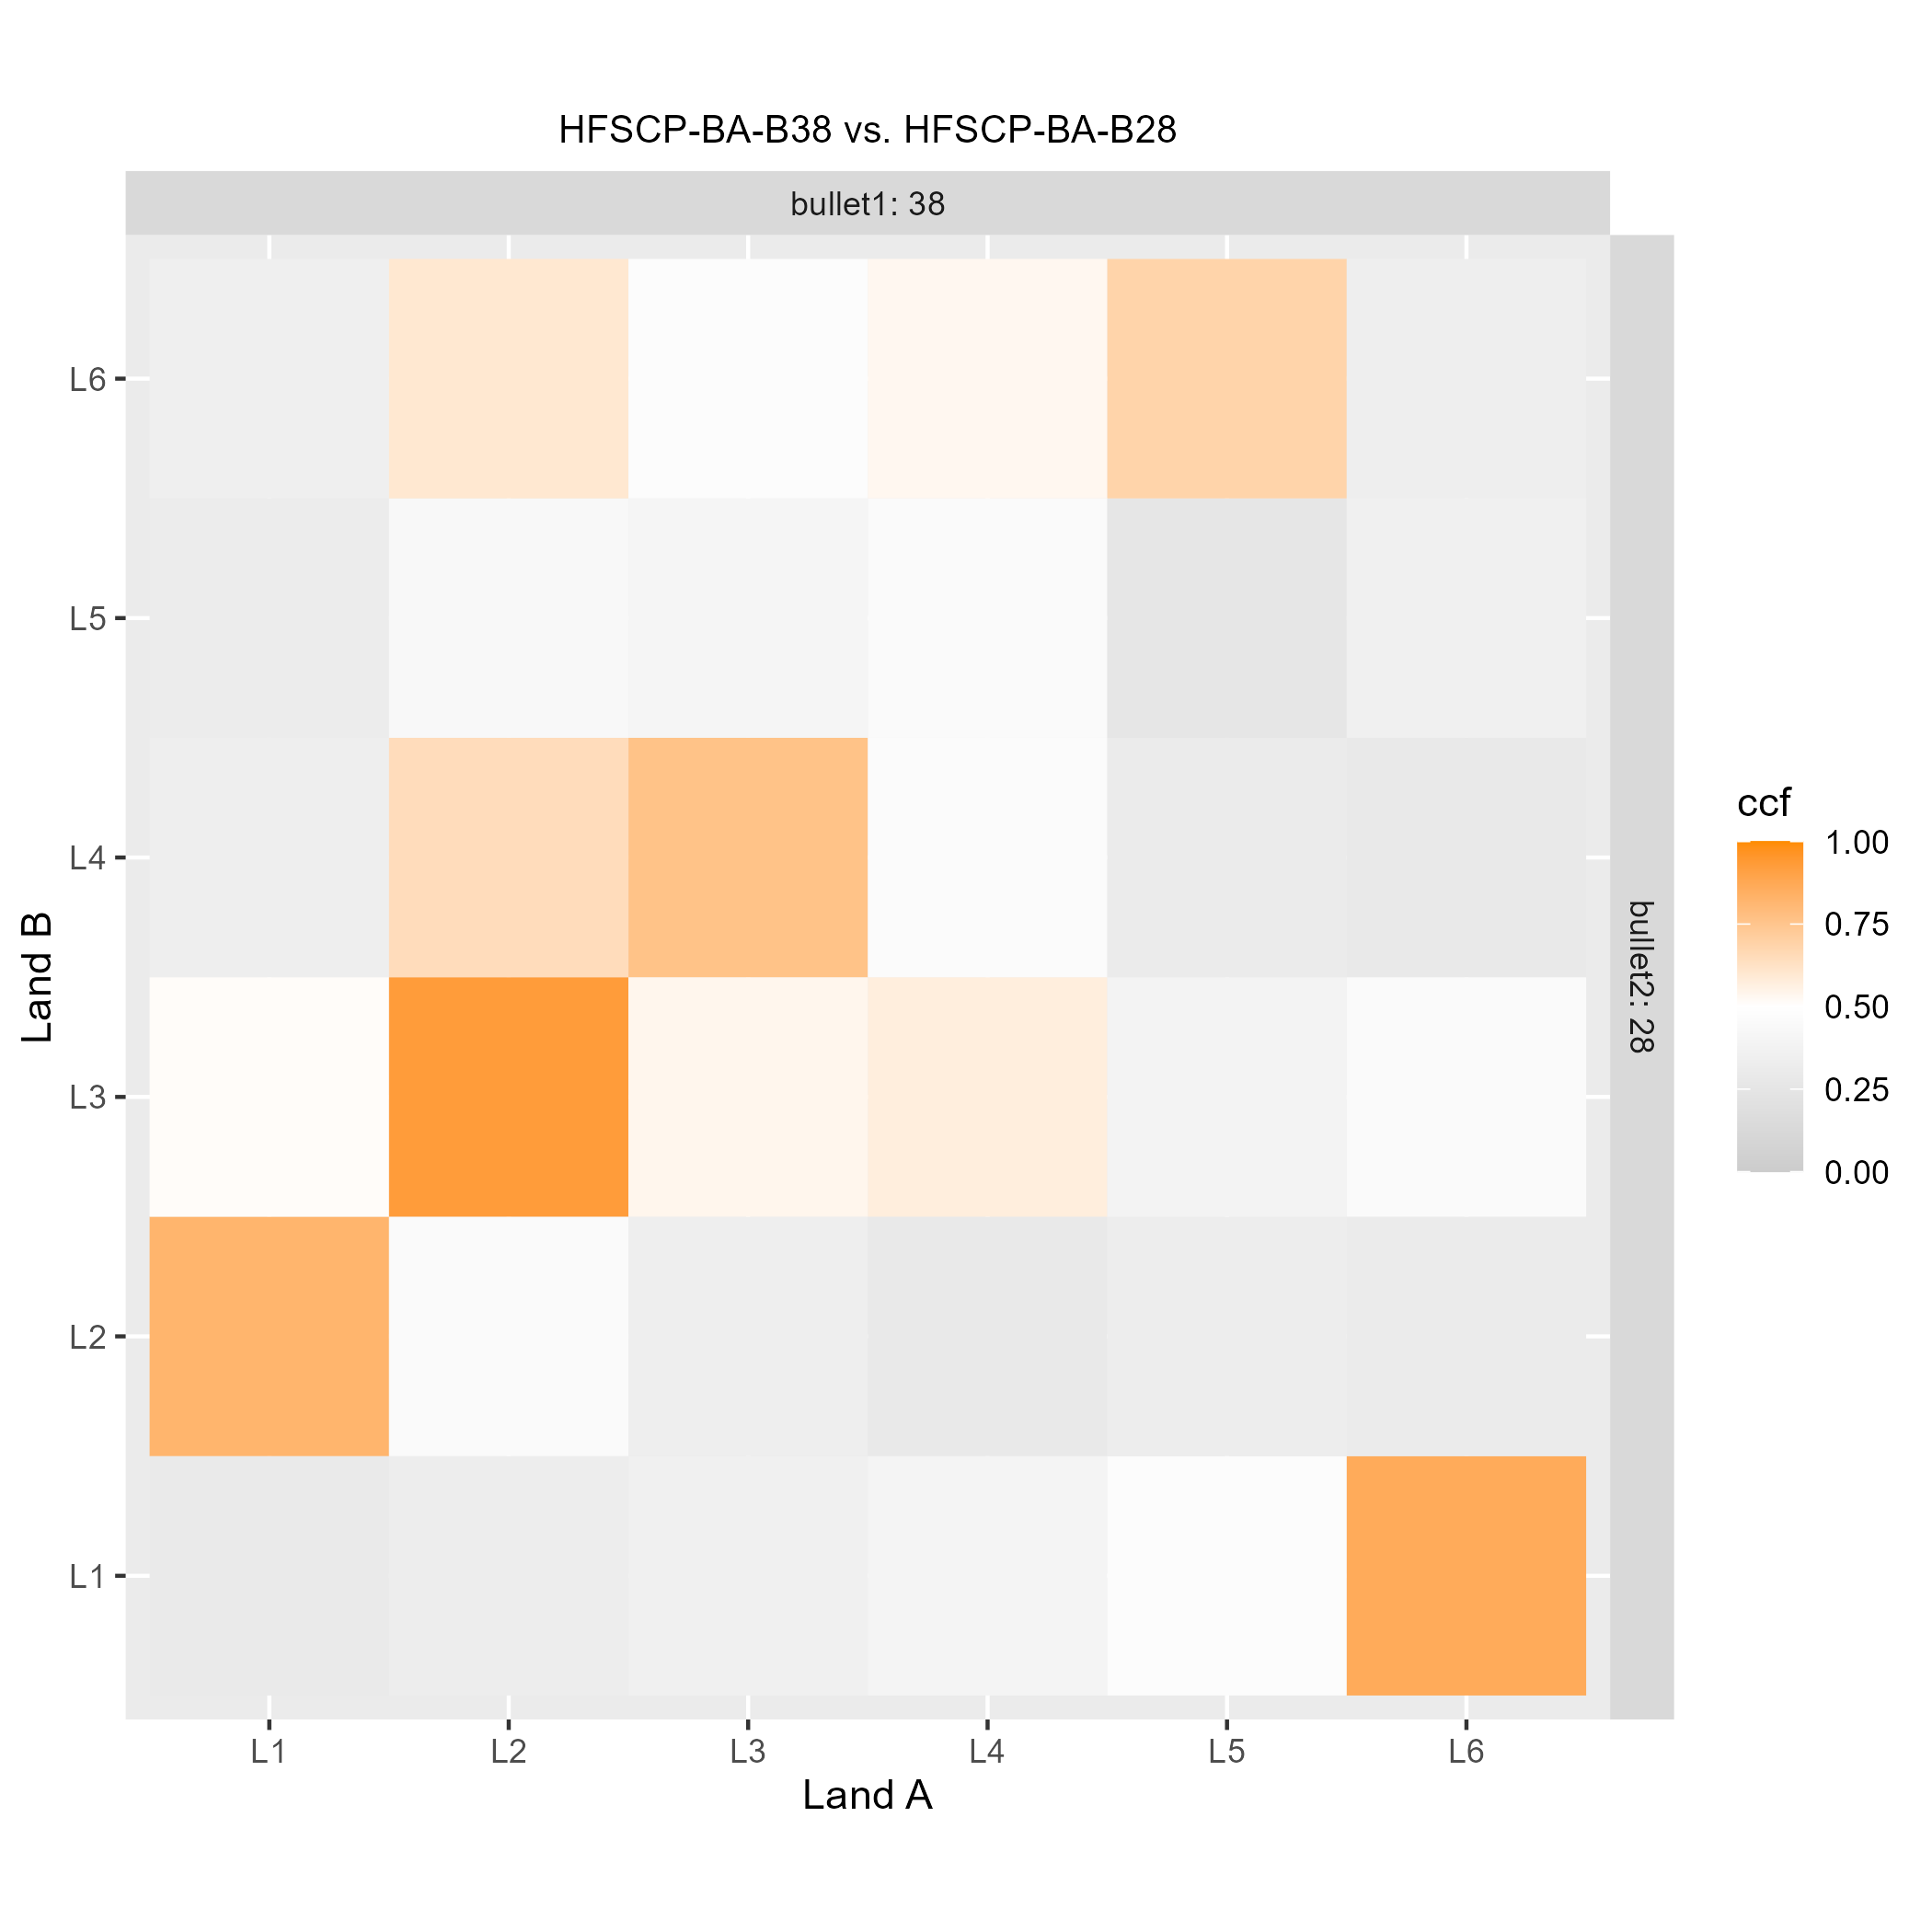 HFSCP-BA-B38 vs. HFSCP-BA-B28
bullet1: 38
L6
L5
L4
L3
L2
L1
Land B
L1 L2 L3 L4 L5 L6
Land A
bullet2: 28
ccf
1.00
0.75
0.50
0.25
0.00